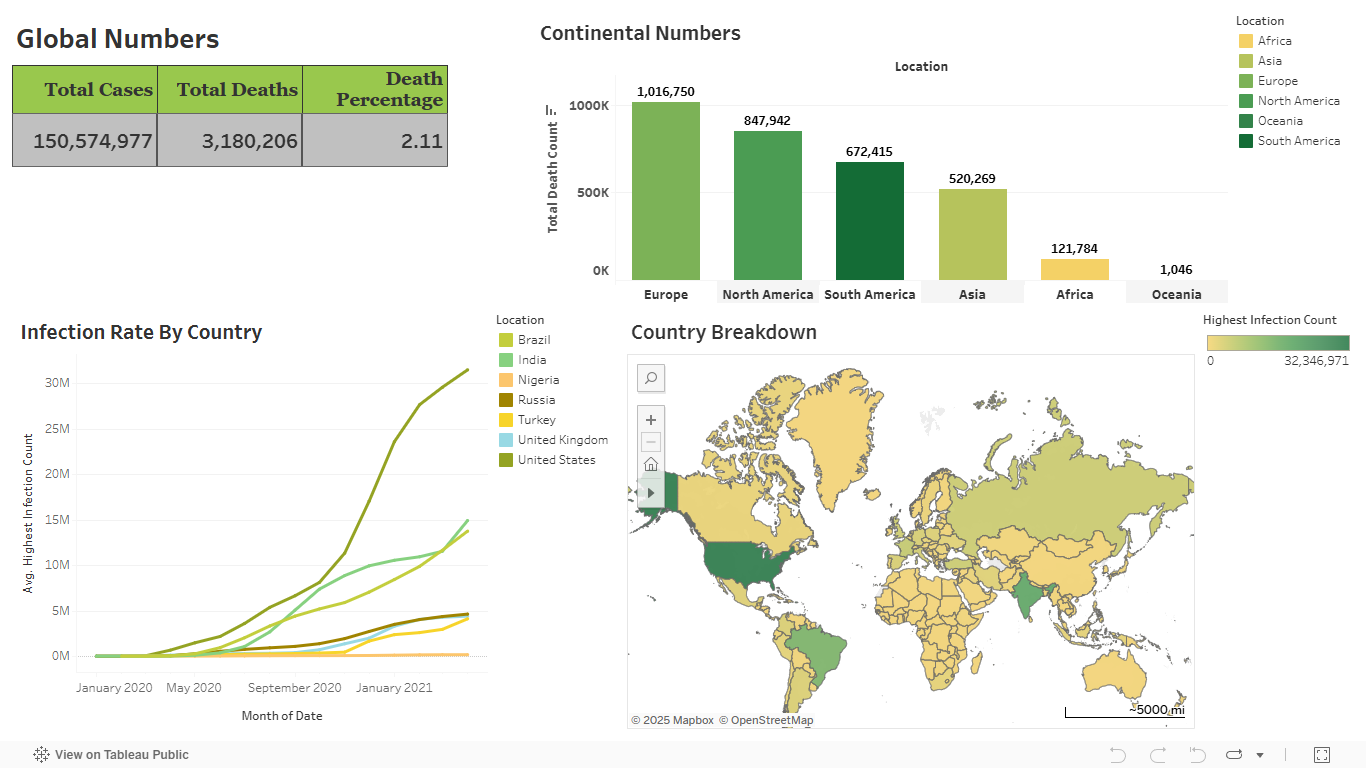 Global Numbers
Total Cases
Total Deaths
Death
Percentage
150,574,977
3,180,206
2.11
Continental Numbers
Location
Total Death Count
1000K
500K
0K
1,016,750
847,942
672,415
520,269
121,784
1,046
Europe
North America
South America
Asia
Africa
Oceania
Location
Africa
Asia
Europe
North America
Oceania
South America
Infection Rate By Country
Avg. Highest Infection Count
30M
25M
20M
15M
10M
5M
0M
January 2020
May 2020
September 2020
January 2021
Month of Date
Location
Brazil
India
Nigeria
Russia
Turkey
United Kingdom
United States
Country Breakdown
© 2025 Mapbox © OpenStreetMap
~5000 mi
Highest Infection Count
0
32,346,971
View on Tableau Public